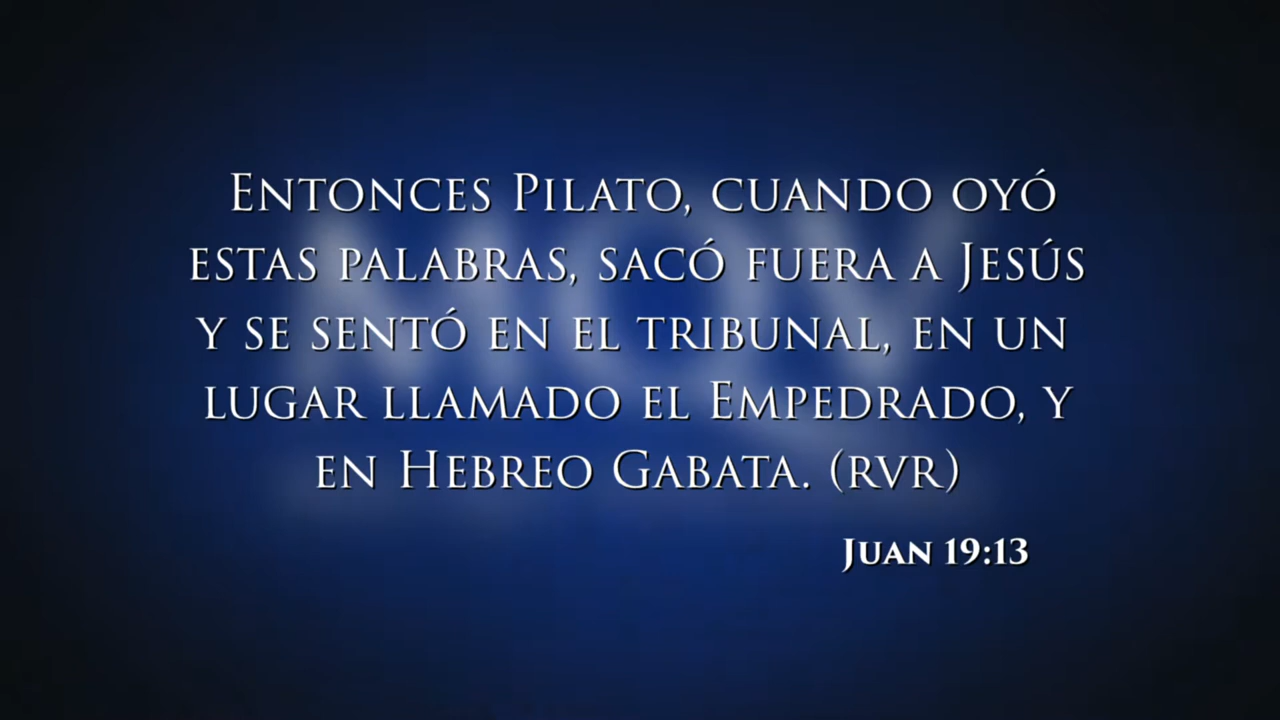 Entonces Pilato, cuando oyó
estas palabras, sacó fuera a Jesús
y se sentó en el tribunal, en un
lugar llamado el Empedrado, y
en Hebreo Gabata. (rvr)
Juan 19:13